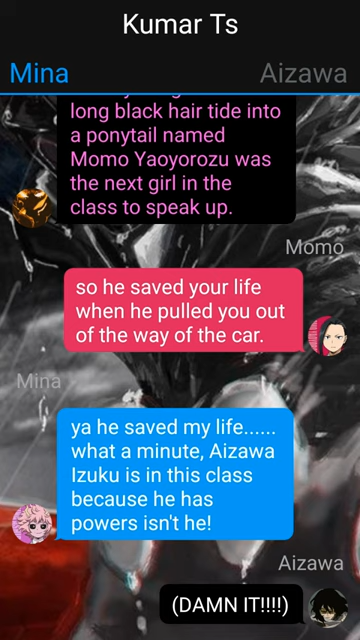 Kumar Ts
Mina Aizawa
long black hair tide into
a ponytail named
Momo Yaoyorozu was
the next girl in the
class to speak up.
Momo
so he saved your life
when he pulled you out
of the way of the car.
Mina
ya he saved my life......
what a minute, Aizawa
Izuku is in this class
because he has
powers isn't he!
Aizawa
(DAMN IT!!!!)